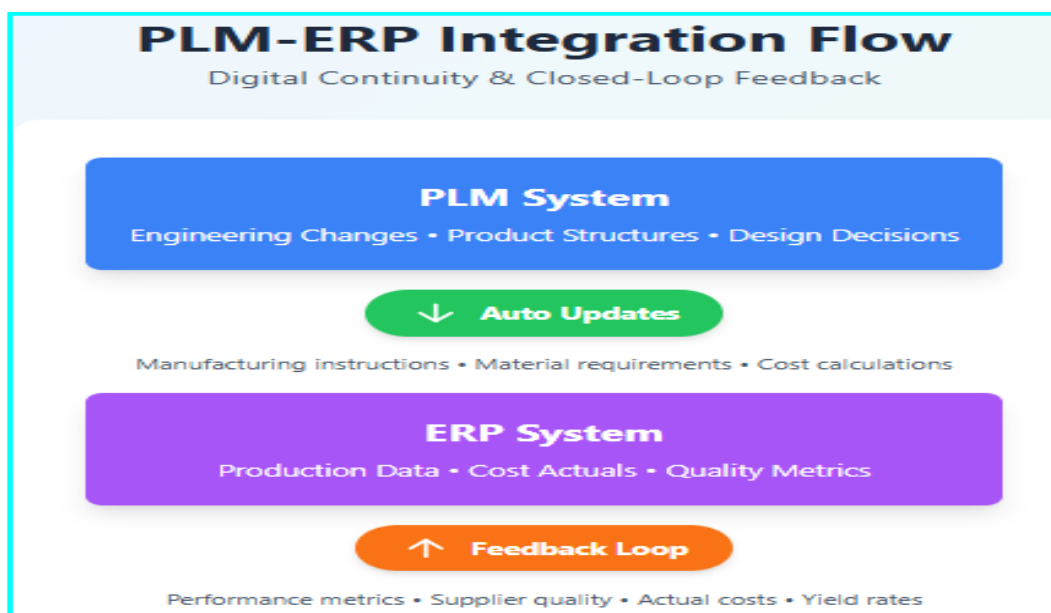 PLM-ERP Integration Flow
Digital Continuity & Closed-Loop Feedback
PLM System
Engineering Changes • Product Structures • Design Decisions
↓ Auto Updates
Manufacturing instructions • Material requirements • Cost calculations
ERP System
Production Data • Cost Actuals • Quality Metrics
↑ Feedback Loop
Performance metrics • Supplier quality • Actual costs • Yield rates